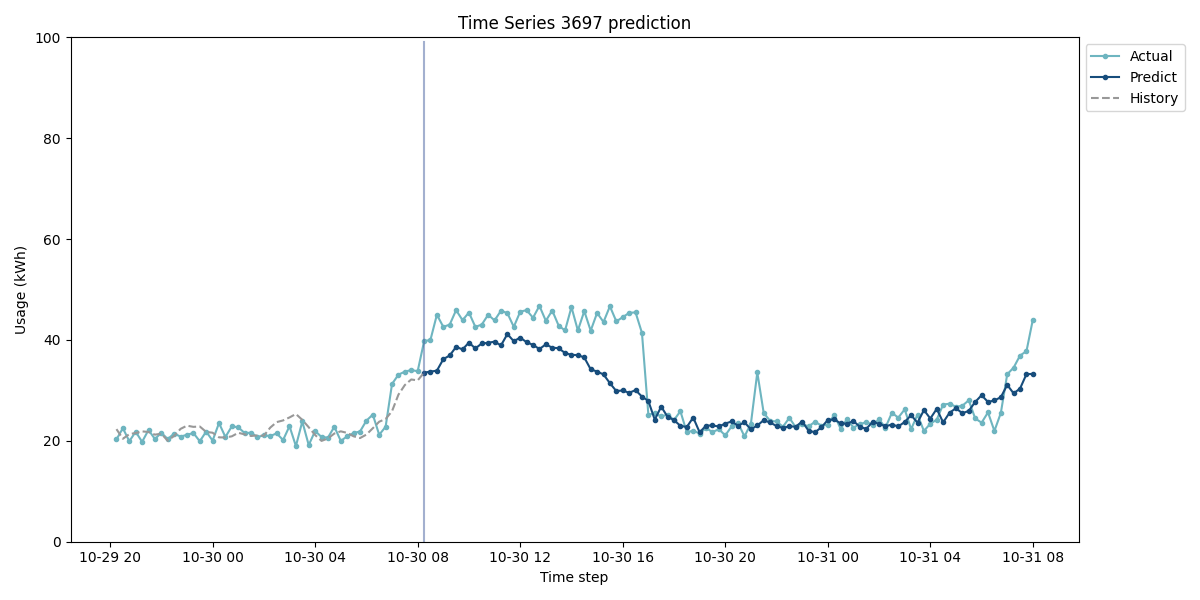 Time Series 3697 prediction
100
80
60
40
20
0
Usage (kWh)
10-29 20
10-30 00
10-30 04
10-30 08
10-30 12
10-30 16
10-30 20
10-31 00
10-31 04
10-31 08
Time step
Actual
Predict
History